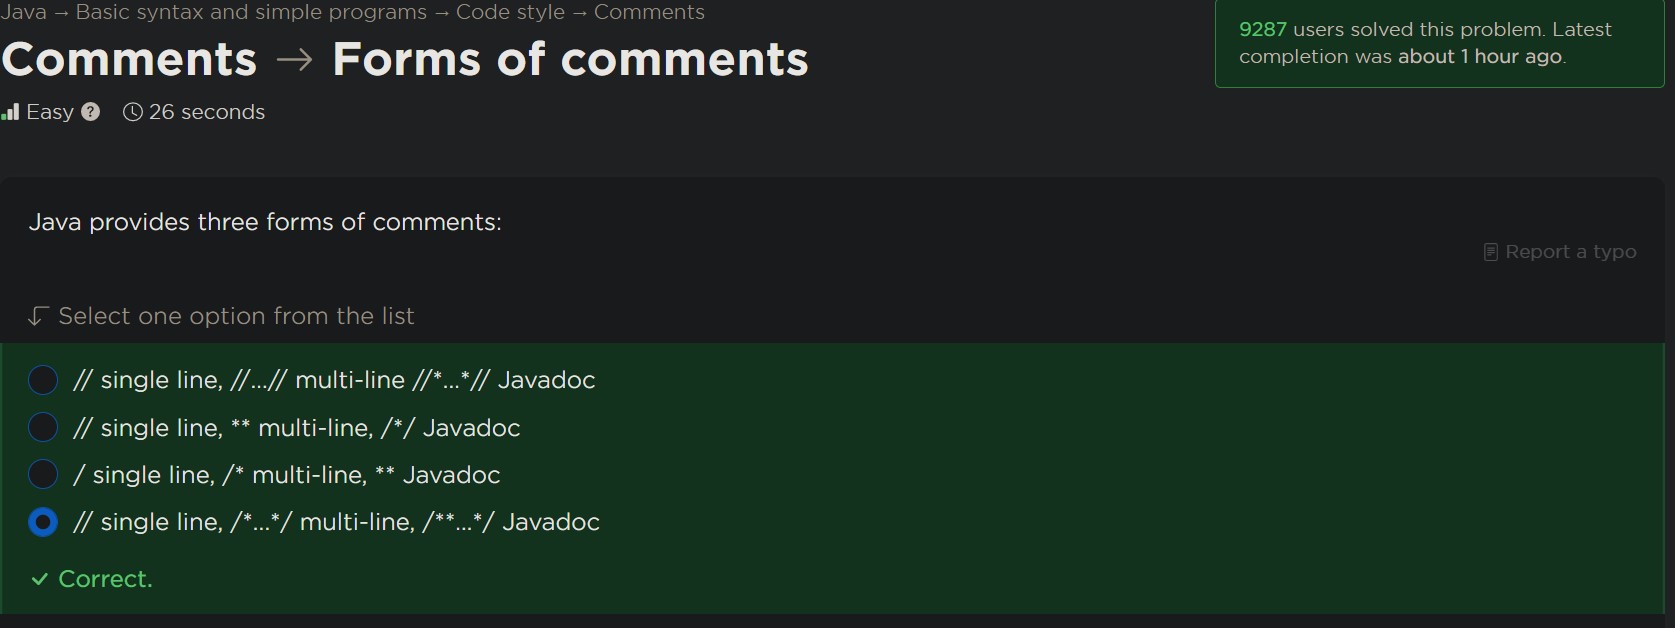 Java → Basic syntax and simple programs → Code style → Comments
Comments → Forms of comments
Easy ? 26 seconds
9287 users solved this problem. Latest
completion was about 1 hour ago.
Java provides three forms of comments:
Report a typo
Select one option from the list
// single line, //...// multi-line //*...*// Javadoc
// single line, ** multi-line, /*/ Javadoc
/ single line, /* multi-line, ** Javadoc
// single line, /*...*/ multi-line, /**...*/ Javadoc
✓ Correct.